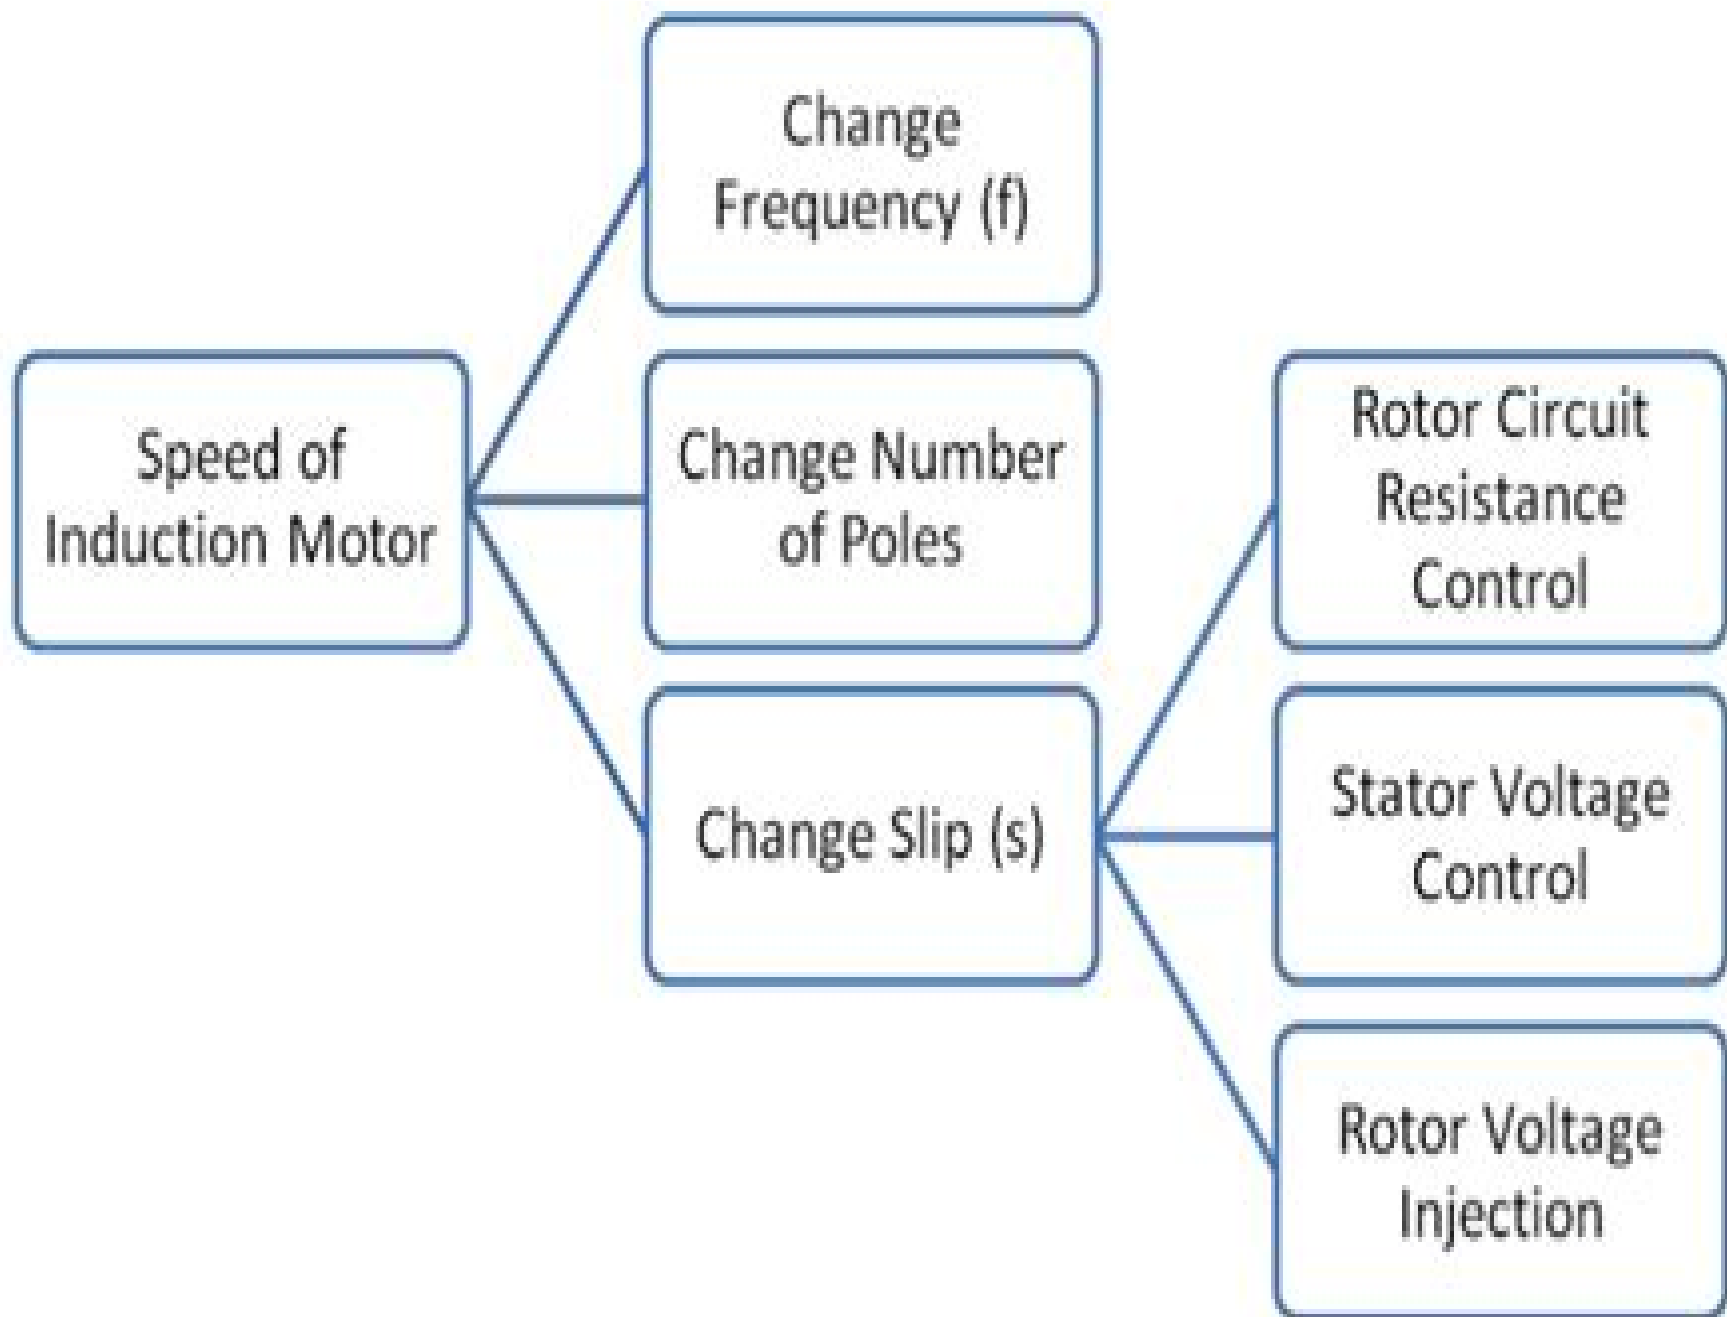 Speed of
Induction Motor
Change
Frequency (f)
Change Number
of Poles
Change Slip (s)
Rotor Circuit
Resistance
Control
Stator Voltage
Control
Rotor Voltage
Injection